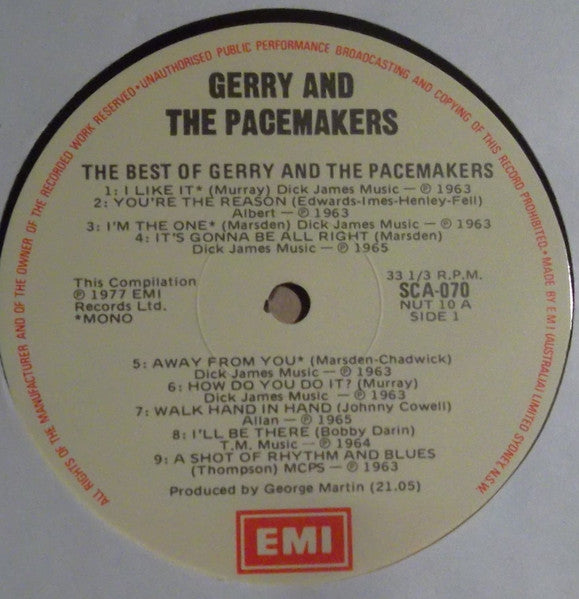 ALL RIGHTS OF THE MANUFACTURER AND OF THE OWNER OF THE RECORDED WORK RESERVED • UNAUTHORISED PUBLIC PERFORMANCE BROADCASTING AND COPYING OF THIS RECORD PROHIBITED • MADE BY E M I (AUSTRALIA) LIMITED SYDNEY, N.S.W.
GERRY AND
THE PACEMAKERS
THE BEST OF GERRY AND THE PACEMAKERS
1: I LIKE IT* (Murray) Dick James Music — ℗ 1963
2: YOU'RE THE REASON (Edwards-Imes-Henley-Fell)
Albert — ℗ 1963
3: I'M THE ONE* (Marsden) Dick James Music — ℗ 1963
4: IT'S GONNA BE ALL RIGHT (Marsden)
Dick James Music — ℗ 1965
This Compilation
℗ 1977 EMI
Records Ltd.
*MONO
33 1/3 R.P.M.
SCA-070
NUT 10 A
SIDE 1
5: AWAY FROM YOU* (Marsden-Chadwick)
Dick James Music — ℗ 1963
6: HOW DO YOU DO IT? (Murray)
Dick James Music — ℗ 1963
7: WALK HAND IN HAND (Johnny Cowell)
Allan — ℗ 1965
8: I'LL BE THERE (Bobby Darin)
T.M. Music — ℗ 1964
9: A SHOT OF RHYTHM AND BLUES
(Thompson) MCPS — ℗ 1963
Produced by George Martin (21.05)
EMI